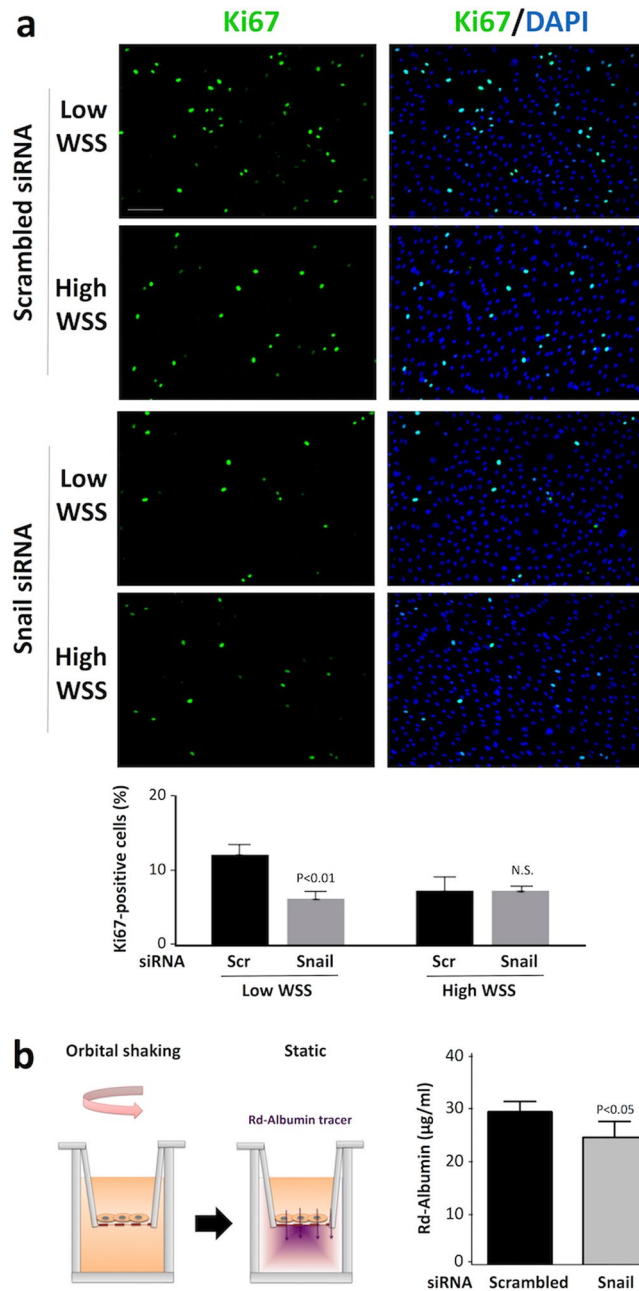 a
Ki67
Ki67/DAPI
Scrambled siRNA
Low
WSS
High
WSS
Snail siRNA
Low
WSS
High
WSS
Ki67-positive cells (%)
20
10
0
P<0.01
N.S.
siRNA
Scr
Snail
Scr
Snail
Low WSS
High WSS
b
Orbital shaking
Static
Rd-Albumin tracer
Rd-Albumin (µg/ml)
40
30
20
10
0
P<0.05
siRNA
Scrambled
Snail